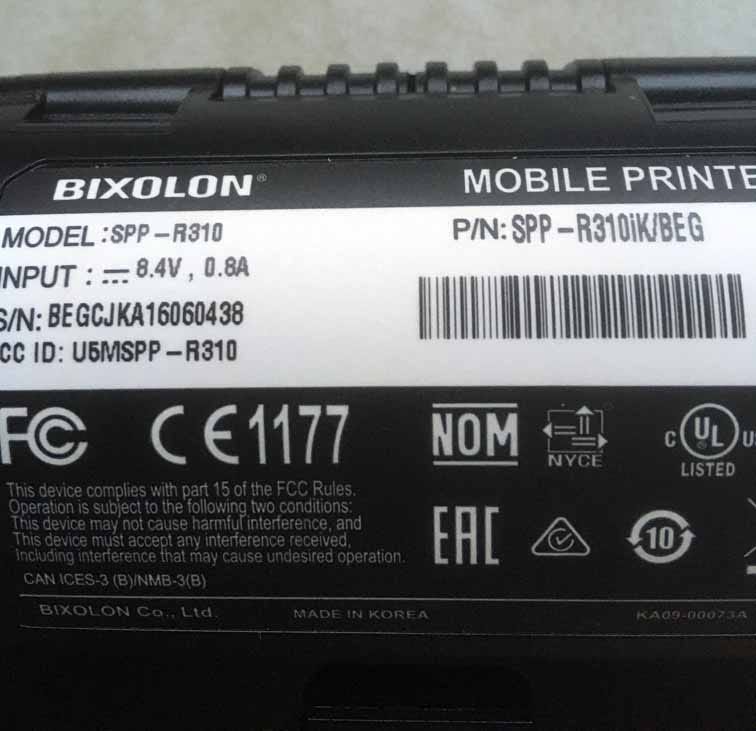 BIXOLON® MOBILE PRINTE
MODEL :SPP-R310
P/N: SPP-R310iK/BEG
INPUT : 8.4V , 0.8A
S/N: BEGCJKA16060438
CC ID: U5MSPP-R310
FC CE1177 NOM NYCE C UL US LISTED
This device complies with part 15 of the FCC Rules.
Operation is subject to the following two conditions:
This device may not cause harmful interference, and
This device must accept any interference received,
Including interference that may cause undesired operation.
EAC 10
CAN ICES-3 (B)/NMB-3(B)
BIXOLON Co., Ltd. MADE IN KOREA KA09-00073A